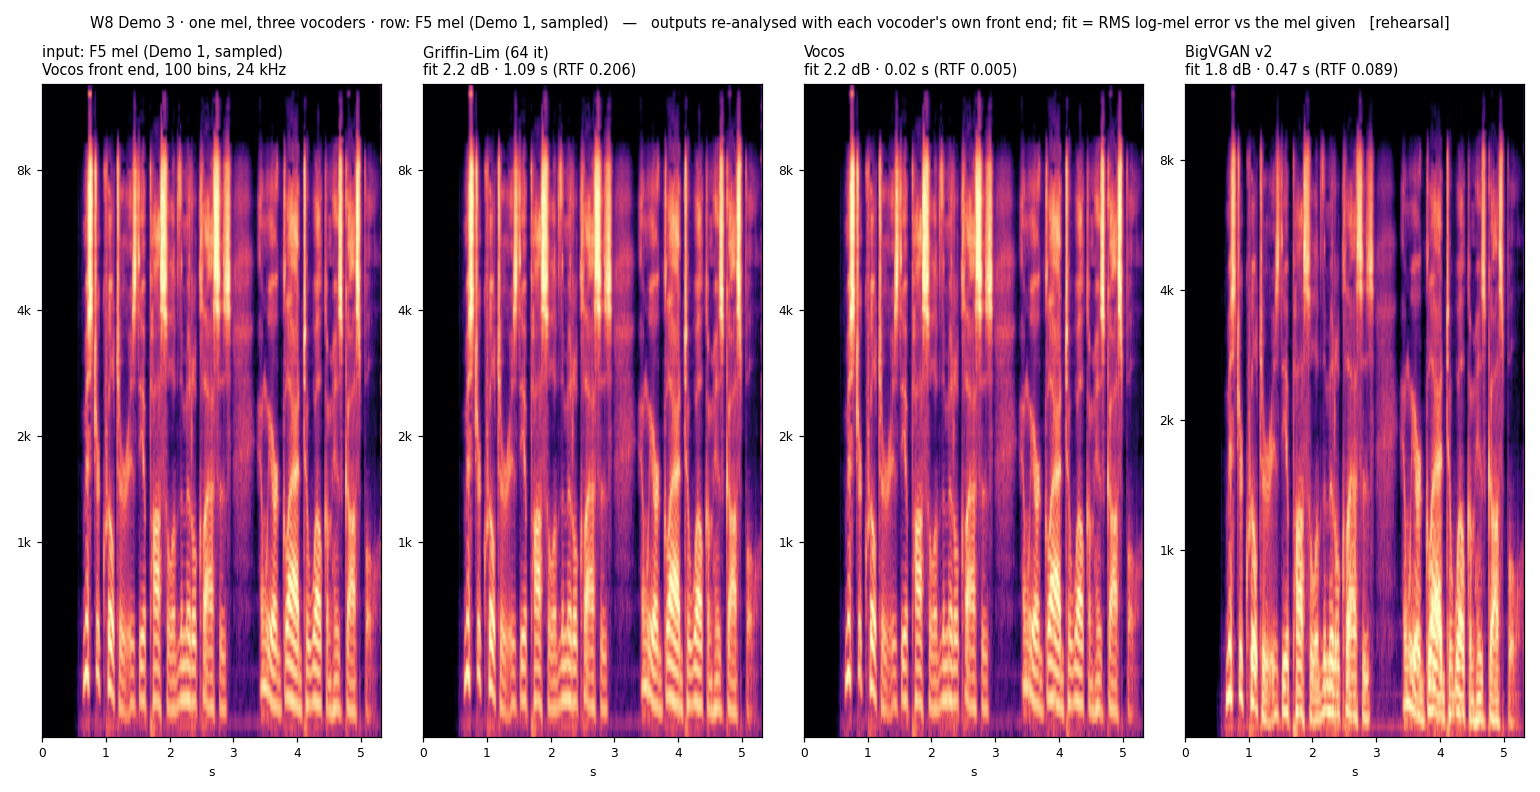 W8 Demo 3 · one mel, three vocoders · row: F5 mel (Demo 1, sampled)   —   outputs re-analysed with each vocoder's own front end; fit = RMS log-mel error vs the mel given   [rehearsal]
input: F5 mel (Demo 1, sampled)
Vocos front end, 100 bins, 24 kHz
8k
4k
2k
1k
0 1 2 3 4 5
s
Griffin-Lim (64 it)
fit 2.2 dB · 1.09 s (RTF 0.206)
8k
4k
2k
1k
0 1 2 3 4 5
s
Vocos
fit 2.2 dB · 0.02 s (RTF 0.005)
8k
4k
2k
1k
0 1 2 3 4 5
s
BigVGAN v2
fit 1.8 dB · 0.47 s (RTF 0.089)
8k
4k
2k
1k
0 1 2 3 4 5
s